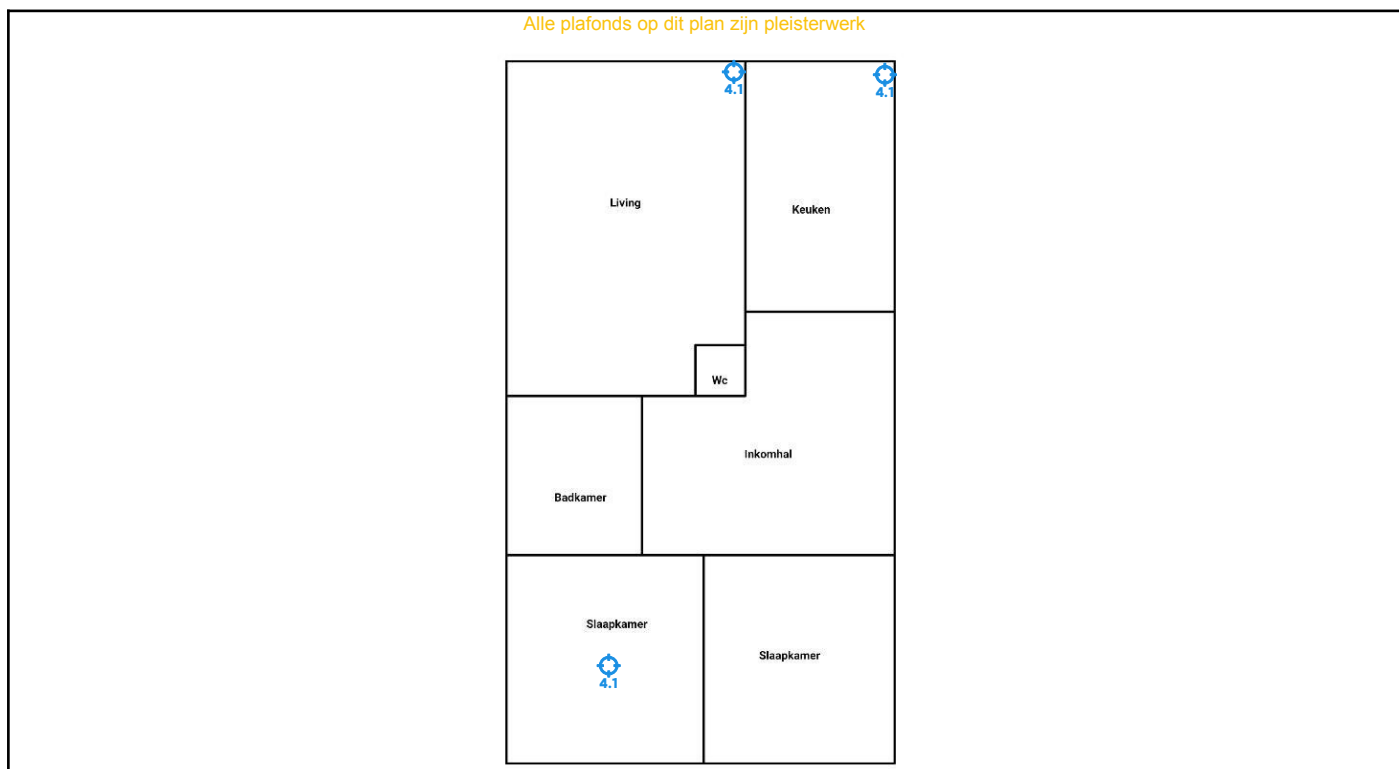 Alle plafonds op dit plan zijn pleisterwerk
4.1
4.1
Living
Keuken
Wc
Inkomhal
Badkamer
Slaapkamer
Slaapkamer
4.1